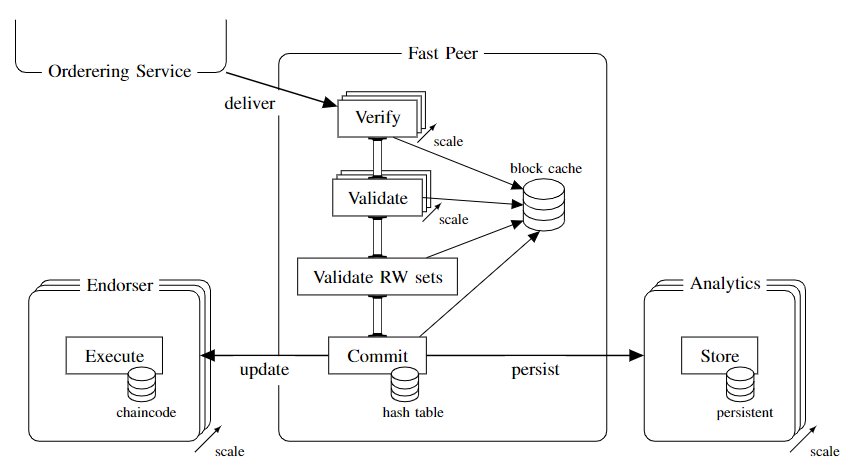 Orderering Service
Fast Peer
deliver
Verify
scale
block cache
Validate
scale
Validate RW sets
Endorser
Analytics
Execute
Commit
Store
update
persist
chaincode
hash table
persistent
scale
scale